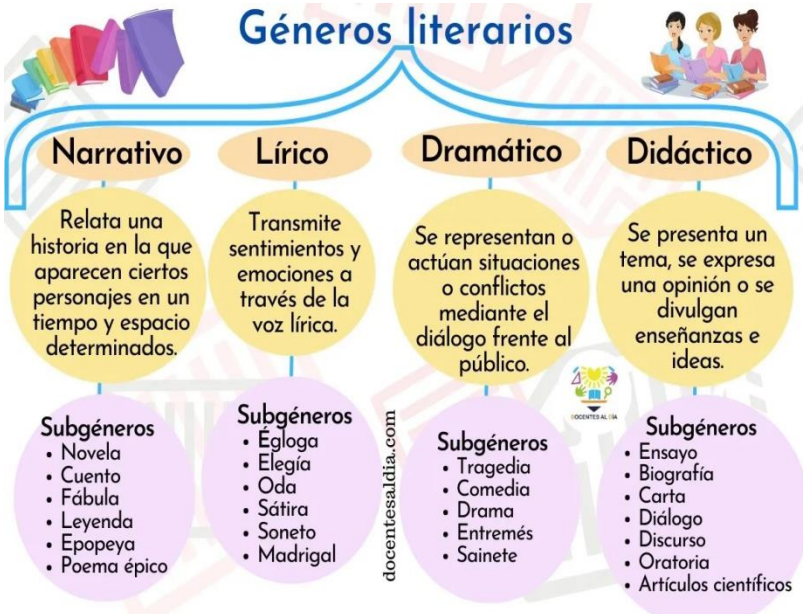 Géneros literarios
Narrativo
Relata una
historia en la que
aparecen ciertos
personajes en un
tiempo y espacio
determinados.
Subgéneros
• Novela
• Cuento
• Fábula
• Leyenda
• Epopeya
• Poema épico
Lírico
Transmite
sentimientos y
emociones a
través de la
voz lírica.
Subgéneros
• Égloga
• Elegía
• Oda
• Sátira
• Soneto
• Madrigal
docentesaldia.com
Dramático
Se representan o
actúan situaciones
o conflictos
mediante el
diálogo frente al
público.
Subgéneros
• Tragedia
• Comedia
• Drama
• Entremés
• Sainete
DOCENTES AL DÍA
Didáctico
Se presenta un
tema, se expresa
una opinión o se
divulgan
enseñanzas e
ideas.
Subgéneros
• Ensayo
• Biografía
• Carta
• Diálogo
• Discurso
• Oratoria
• Artículos científicos